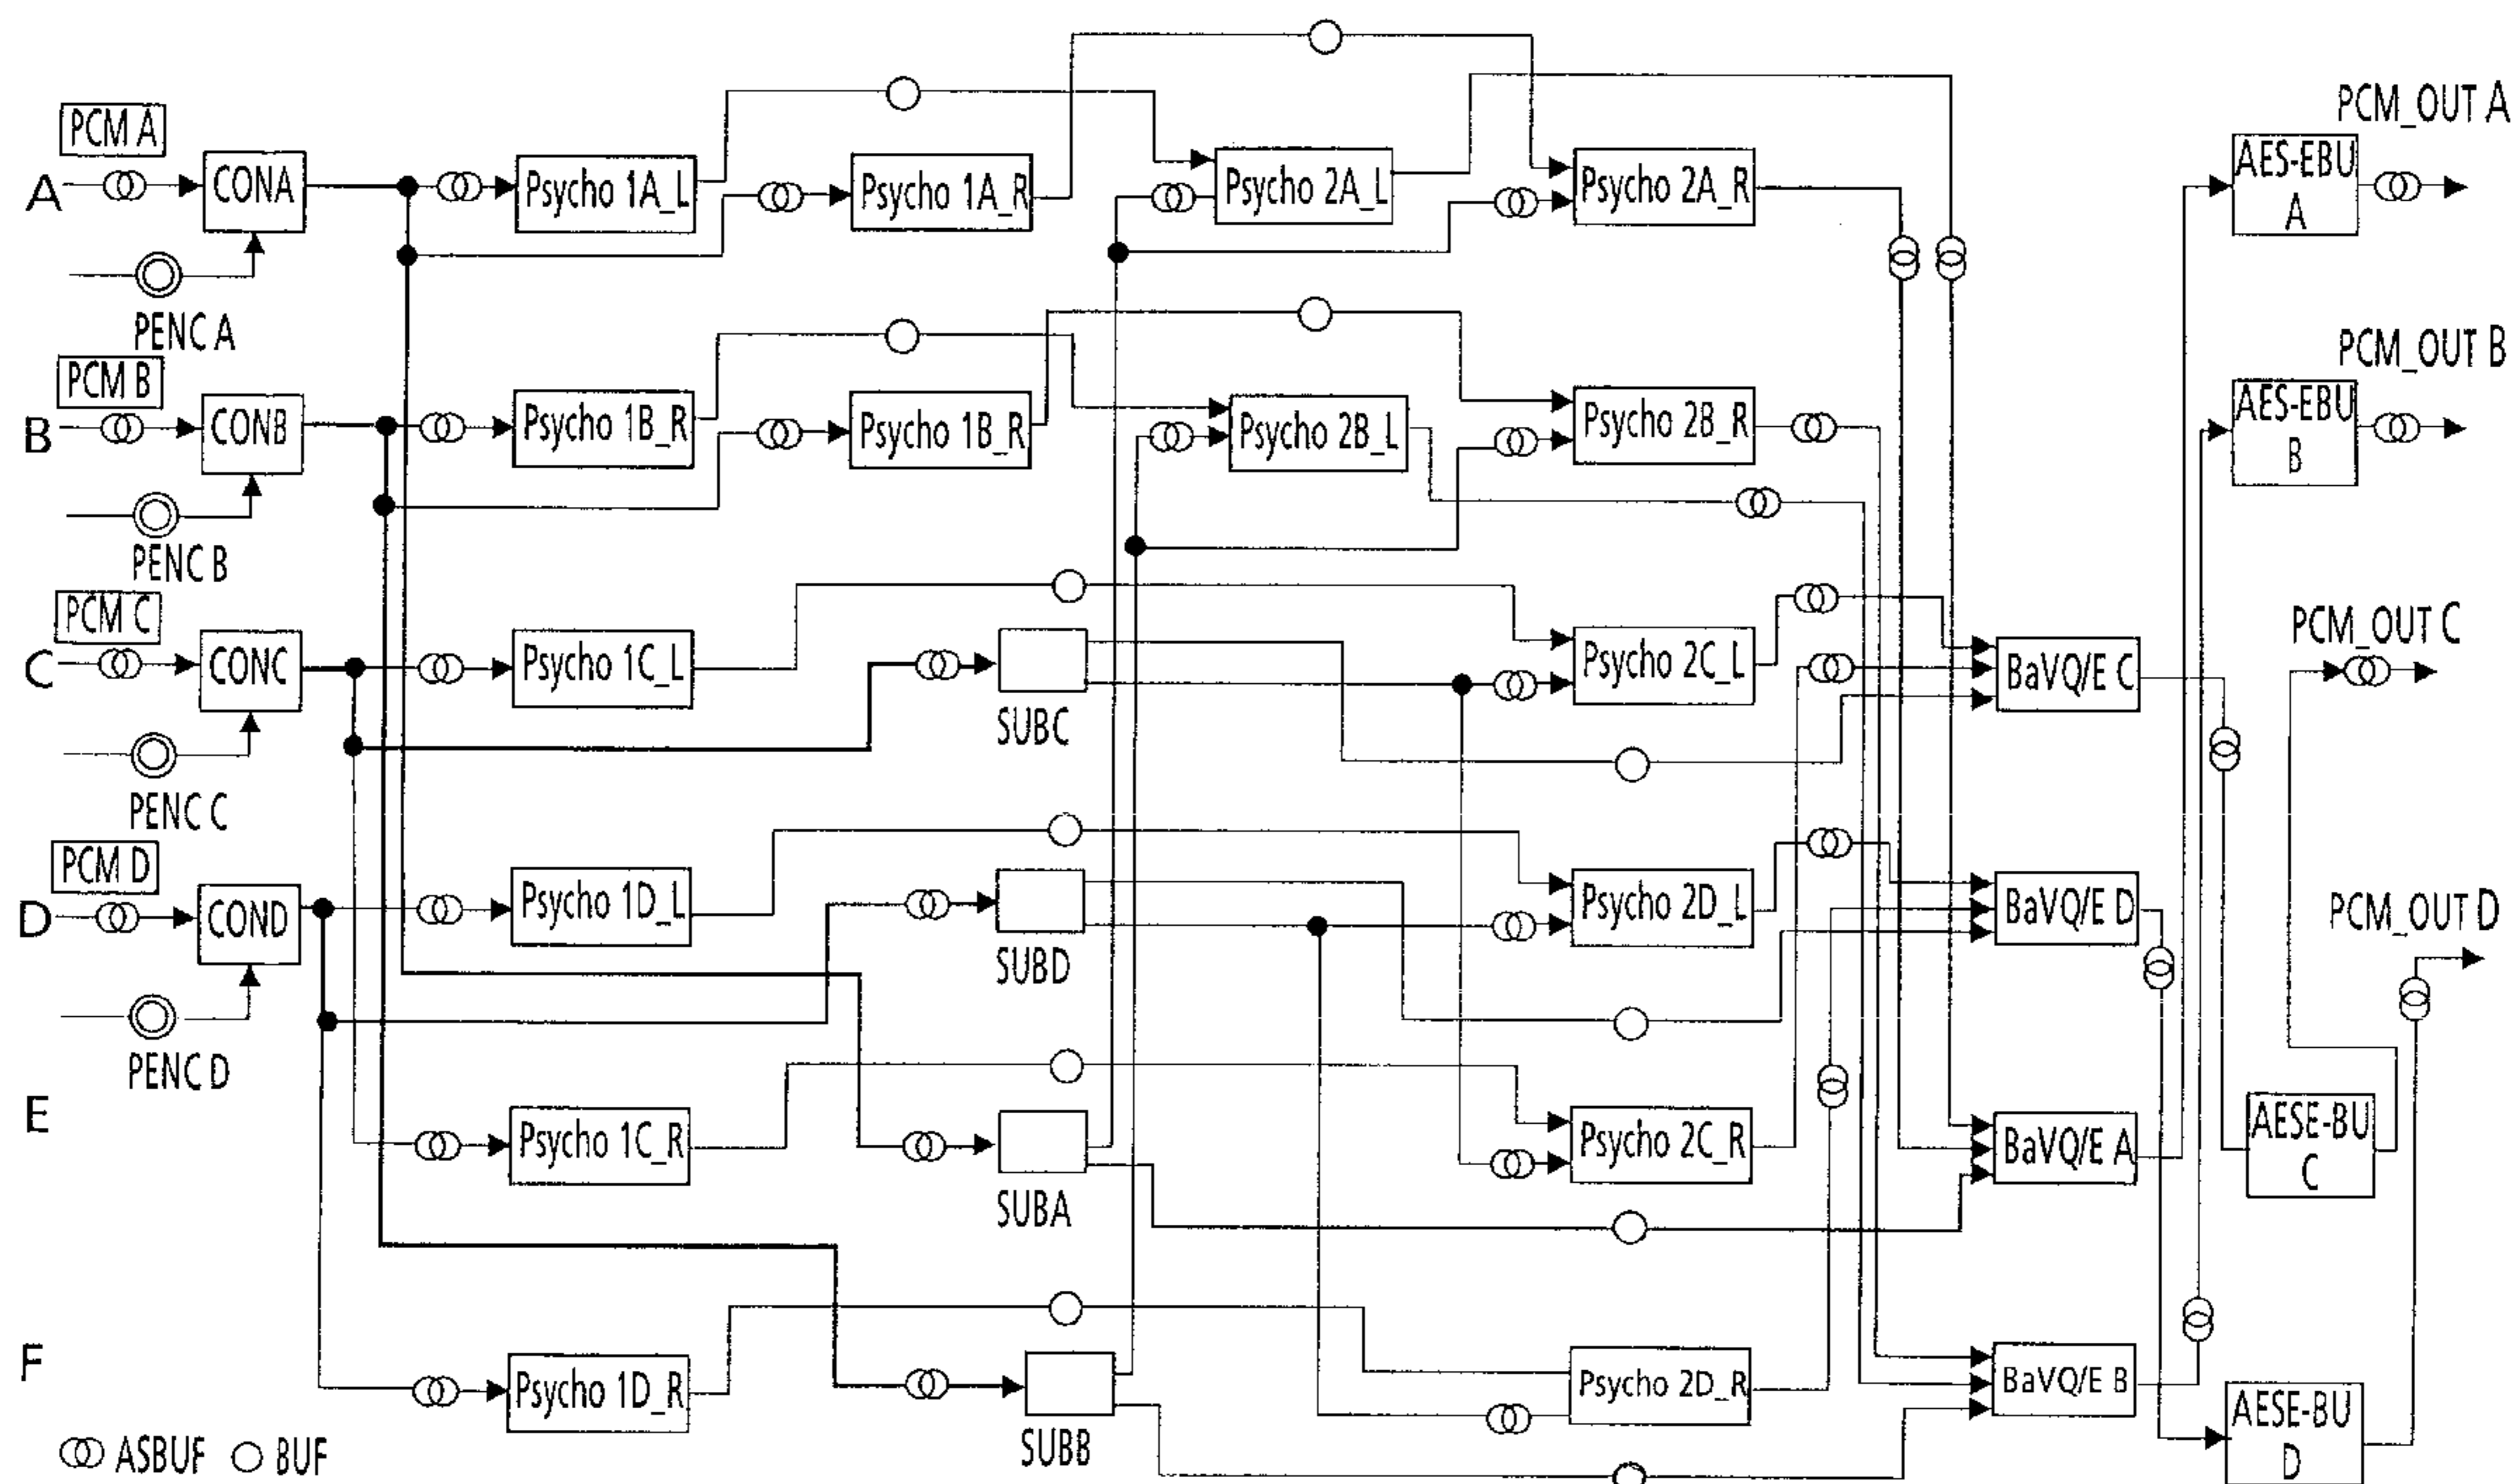 PCM_OUT A
PCM A
AES-EBU
A
A
CONA
Psycho 1A_L
Psycho 1A_R
Psycho 2A_L
Psycho 2A_R
PENC A
PCM_OUT B
PCM B
AES-EBU
B
B
CONB
Psycho 1B_R
Psycho 1B_R
Psycho 2B_L
Psycho 2B_R
PENC B
PCM C
PCM_OUT C
C
CONC
Psycho 1C_L
SUBC
Psycho 2C_L
BaVQ/E C
PENC C
PCM D
PCM_OUT D
D
COND
Psycho 1D_L
SUBD
Psycho 2D_L
BaVQ/E D
PENC D
E
Psycho 1C_R
SUBA
Psycho 2C_R
BaVQ/E A
AESE-BU
C
F
Psycho 1D_R
SUBB
Psycho 2D_R
BaVQ/E B
AESE-BU
D
ASBUF BUF